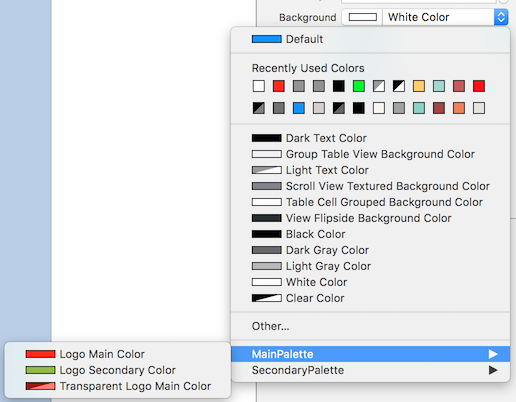 Background White Color
Default
Recently Used Colors
Dark Text Color
Group Table View Background Color
Light Text Color
Scroll View Textured Background Color
Table Cell Grouped Background Color
View Flipside Background Color
Black Color
Dark Gray Color
Light Gray Color
White Color
Clear Color
Other...
MainPalette
SecondaryPalette
Logo Main Color
Logo Secondary Color
Transparent Logo Main Color